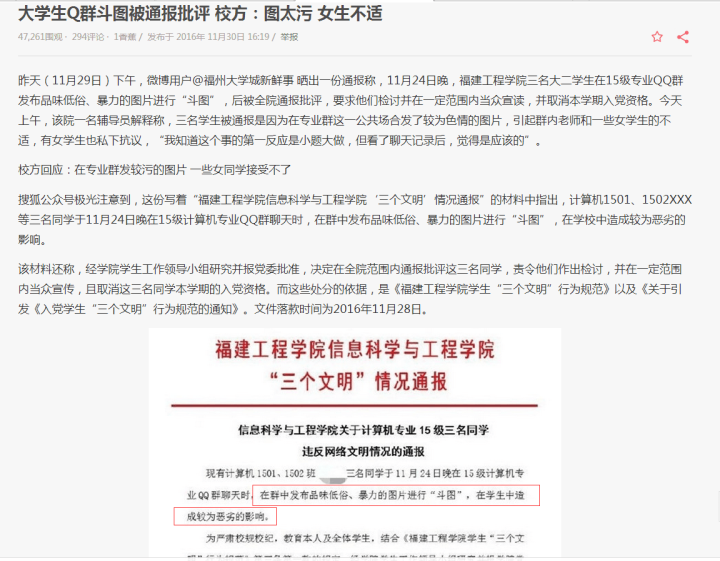 大学生Q群斗图被通报批评 校方：图太污 女生不适
47,261围观 · 294评论 · 1香蕉 / 发布于 2016年 11月30日 16:19 / 举报
昨天（11月29日）下午，微博用户@福州大学城新鲜事 晒出一份通报称，11月24日晚，福建工程学院三名大二学生在15级专业QQ群
发布品味低俗、暴力的图片进行“斗图”，后被全院通报批评，要求他们检讨并在一定范围内当众宣读，并取消本学期入党资格。今天
上午，该院一名辅导员解释称，三名学生被通报是因为在专业群这一公共场合发了较为色情的图片，引起群内老师和一些女学生的不
适，有女学生也私下抗议，“我知道这个事的第一反应是小题大做，但看了聊天记录后，觉得是应该的”。
校方回应：在专业群发较污的图片 一些女同学接受不了
搜狐公众号极光注意到，这份写着“福建工程学院信息科学与工程学院‘三个文明’情况通报”的材料中指出，计算机1501、1502XXX
等三名同学于11月24日晚在15级计算机专业QQ群聊天时，在群中发布品味低俗、暴力的图片进行“斗图”，在学校中造成较为恶劣的
影响。
该材料还称，经学院学生工作领导小组研究并报党委批准，决定在全院范围内通报批评这三名同学，责令他们作出检讨，并在一定范围
内当众宣传，且取消这三名同学本学期的入党资格。而这些处分的依据，是《福建工程学院学生“三个文明”行为规范》以及《关于引
发《入党学生“三个文明”行为规范的通知》。文件落款时间为2016年11月28日。
福建工程学院信息科学与工程学院
“三个文明”情况通报
信息科学与工程学院关于计算机专业 15 级三名同学
违反网络文明情况的通报
现有计算机 1501、1502 班 三名同学于 11 月 24 日晚在 15 级计算机专
业 QQ 群聊天时，在群中发布品味低俗、暴力的图片进行“斗图”，在学生中造
成较为恶劣的影响。
为严肃校规校纪，教育本人及全体学生，结合《福建工程学院学生“三个文